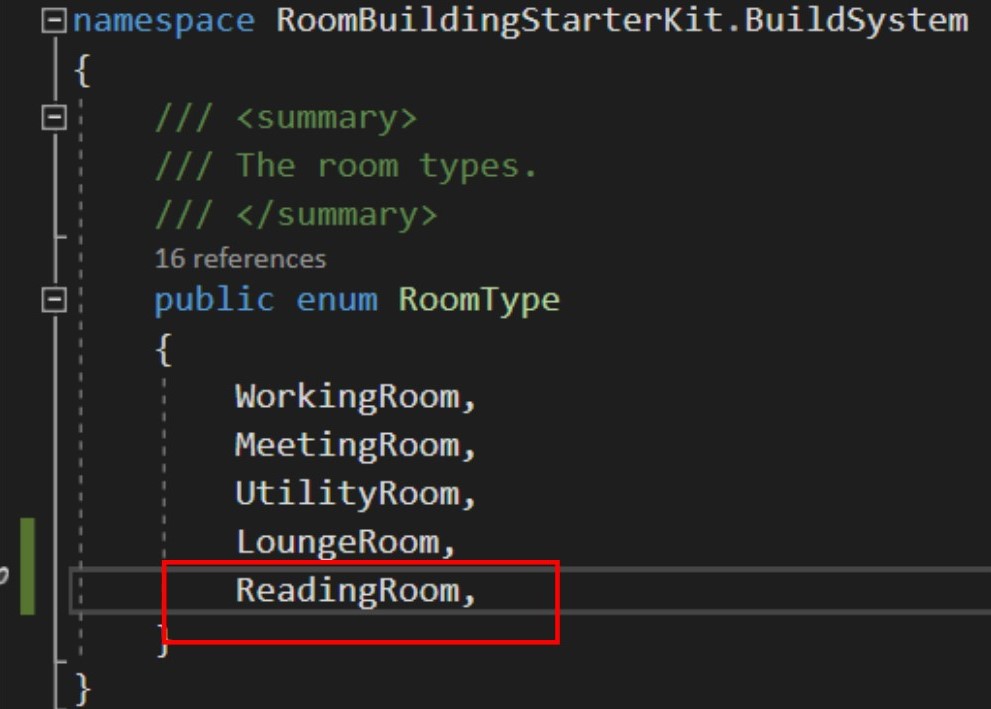 namespace RoomBuildingStarterKit.BuildSystem
{
/// <summary>
/// The room types.
/// </summary>
16 references
public enum RoomType
{
WorkingRoom,
MeetingRoom,
UtilityRoom,
LoungeRoom,
ReadingRoom,
}
}